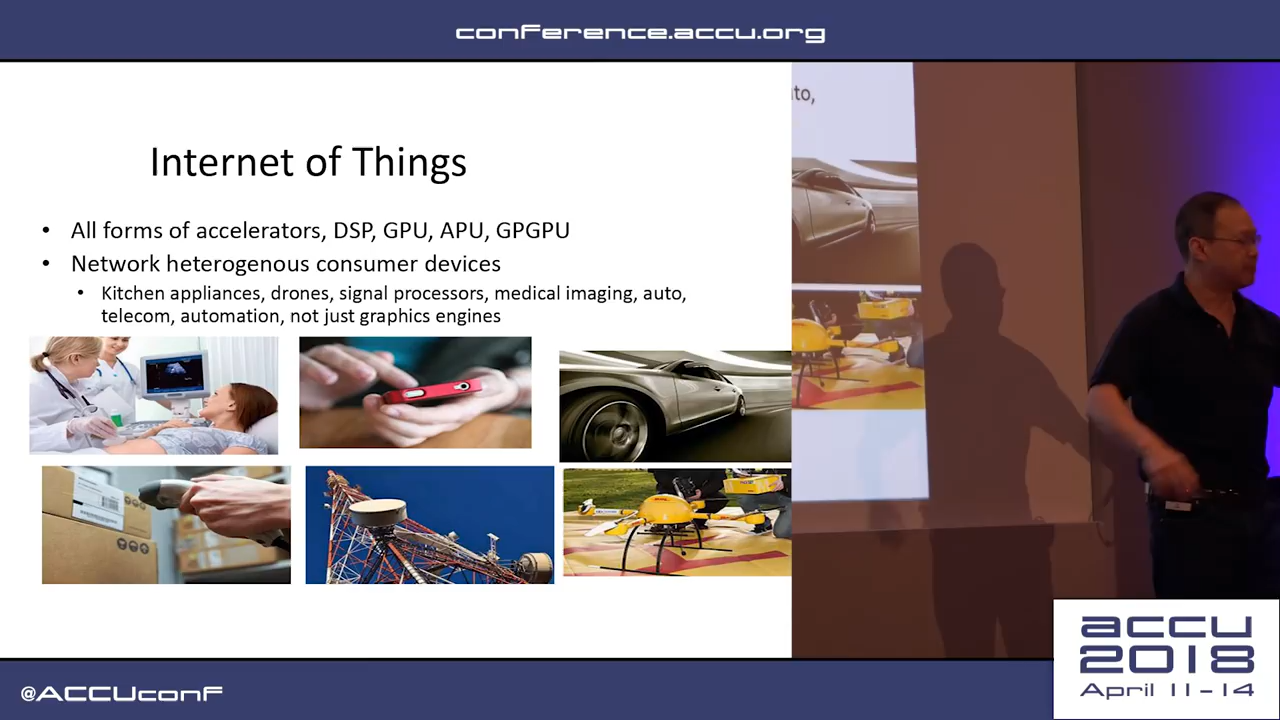 conference.accu.org
Internet of Things
• All forms of accelerators, DSP, GPU, APU, GPGPU
• Network heterogenous consumer devices
• Kitchen appliances, drones, signal processors, medical imaging, auto,
telecom, automation, not just graphics engines
@ACCUconf
accu
2018
April 11-14